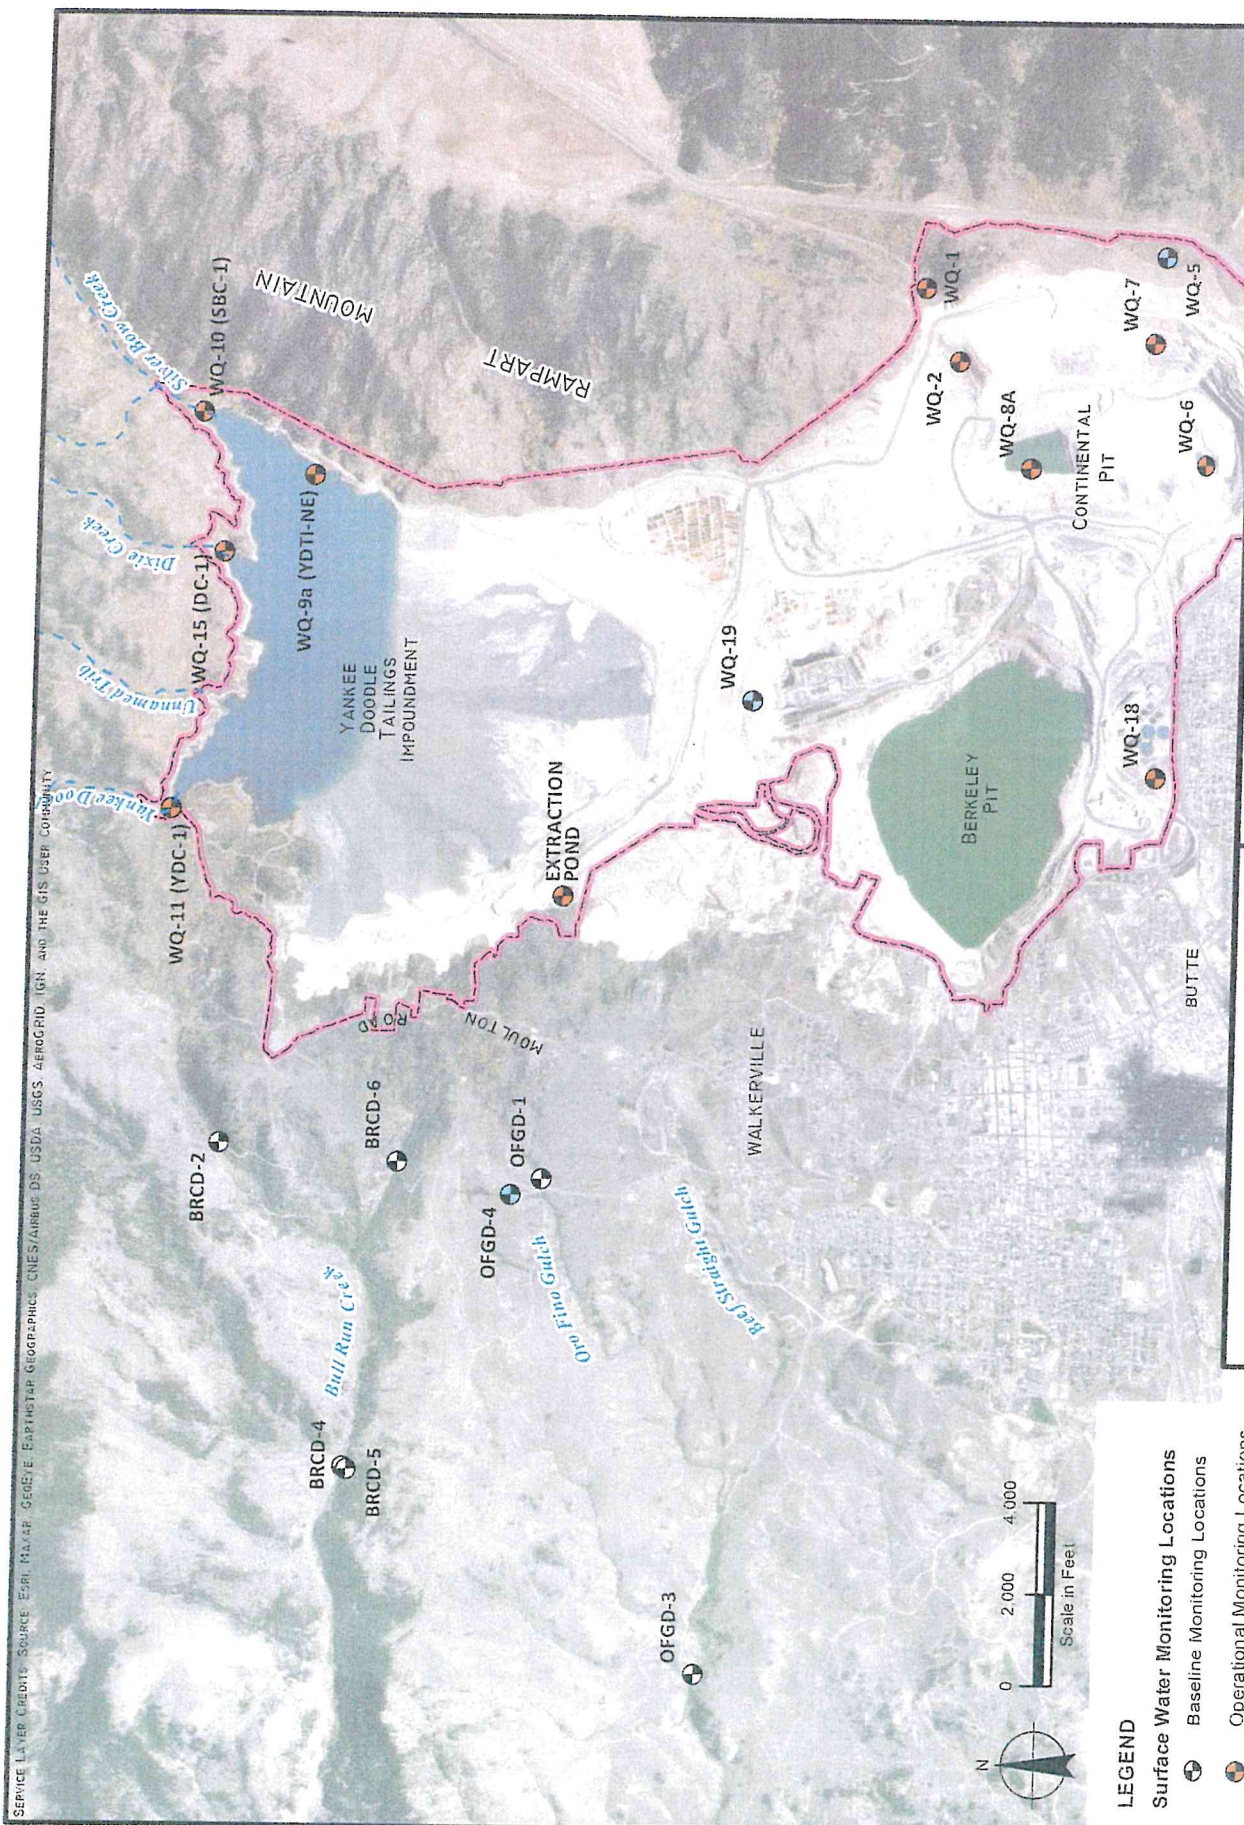 SERVICE LAYER CREDITS SOURCE: ESRI, MAXAR, GEOEYE, EARTHSTAR GEOGRAPHICS, CNES/AIRBUS DS, USDA, USGS, AEROGRID, IGN, AND THE GIS USER COMMUNITY
Silver Bow Creek
WQ-10 (SBC-1)
Dixie Creek
WQ-15 (DC-1)
Unnamed Trib
Yankee
WQ-11 (YDC-1)
WQ-9a (YDTI-NE)
MOUNTAIN
RAMPART
YANKEE
DOODLE
TAILINGS
IMPOUNDMENT
EXTRACTION
POND
MOULTON
ROAD
BRCD-2
BRCD-6
Bull Run Creek
BRCD-4
BRCD-5
OFGD-1
OFGD-4
Oro Fino Gulch
Beef Straight Gulch
OFGD-3
WALKERVILLE
BUTTE
WQ-19
BERKELEY
PIT
WQ-18
WQ-1
WQ-2
WQ-8A
CONTINENTAL
PIT
WQ-7
WQ-5
WQ-6
N
0 2,000 4,000
Scale in Feet
LEGEND
Surface Water Monitoring Locations
Baseline Monitoring Locations
Operational Monitoring Locations